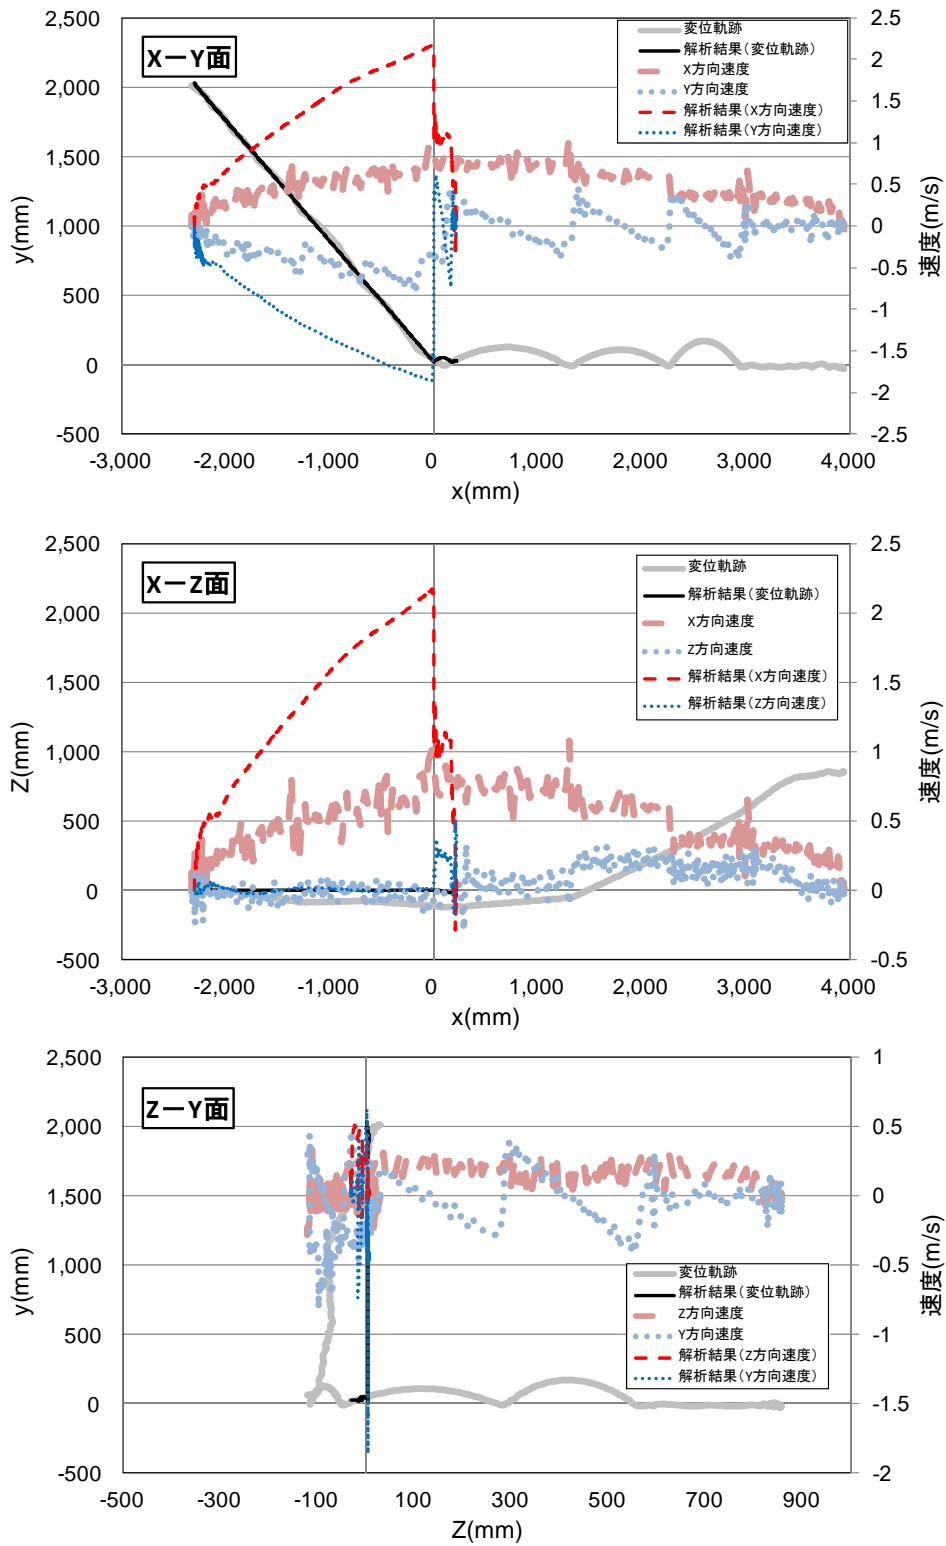 X－Y面
2,500
2,000
1,500
1,000
500
0
-500
y(mm)
2.5
2
1.5
1
0.5
0
-0.5
-1
-1.5
-2
-2.5
速度(m/s)
変位軌跡
解析結果(変位軌跡)
X方向速度
Y方向速度
解析結果(X方向速度)
解析結果(Y方向速度)
-3,000 -2,000 -1,000 0 1,000 2,000 3,000 4,000
x(mm)
X－Z面
2,500
2,000
1,500
1,000
500
0
-500
Z(mm)
2.5
2
1.5
1
0.5
0
-0.5
速度(m/s)
変位軌跡
解析結果(変位軌跡)
X方向速度
Z方向速度
解析結果(X方向速度)
解析結果(Z方向速度)
-3,000 -2,000 -1,000 0 1,000 2,000 3,000 4,000
x(mm)
Z－Y面
2,500
2,000
1,500
1,000
500
0
-500
y(mm)
1
0.5
0
-0.5
-1
-1.5
-2
速度(m/s)
変位軌跡
解析結果(変位軌跡)
Z方向速度
Y方向速度
解析結果(Z方向速度)
解析結果(Y方向速度)
-500 -300 -100 100 300 500 700 900
Z(mm)